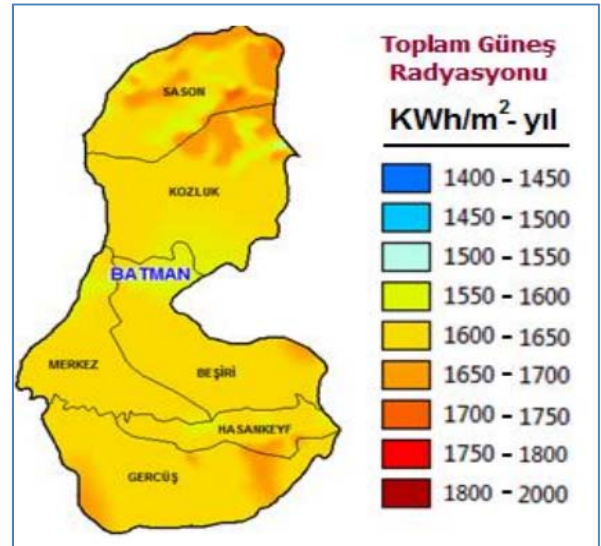 Toplam Güneş
Radyasyonu
KWh/m²- yıl
1400 - 1450
1450 - 1500
1500 - 1550
1550 - 1600
1600 - 1650
1650 - 1700
1700 - 1750
1750 - 1800
1800 - 2000
SASON
KOZLUK
BATMAN
MERKEZ
BEŞİRİ
HASANKEYF
GERCÜŞ